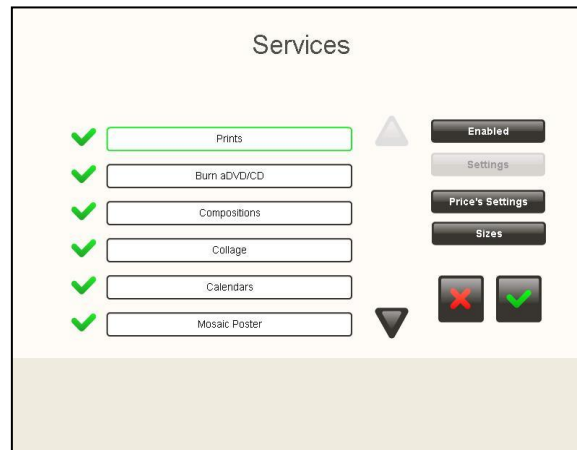 Services
Prints
Burn aDVD/CD
Compositions
Collage
Calendars
Mosaic Poster
Enabled
Settings
Price's Settings
Sizes